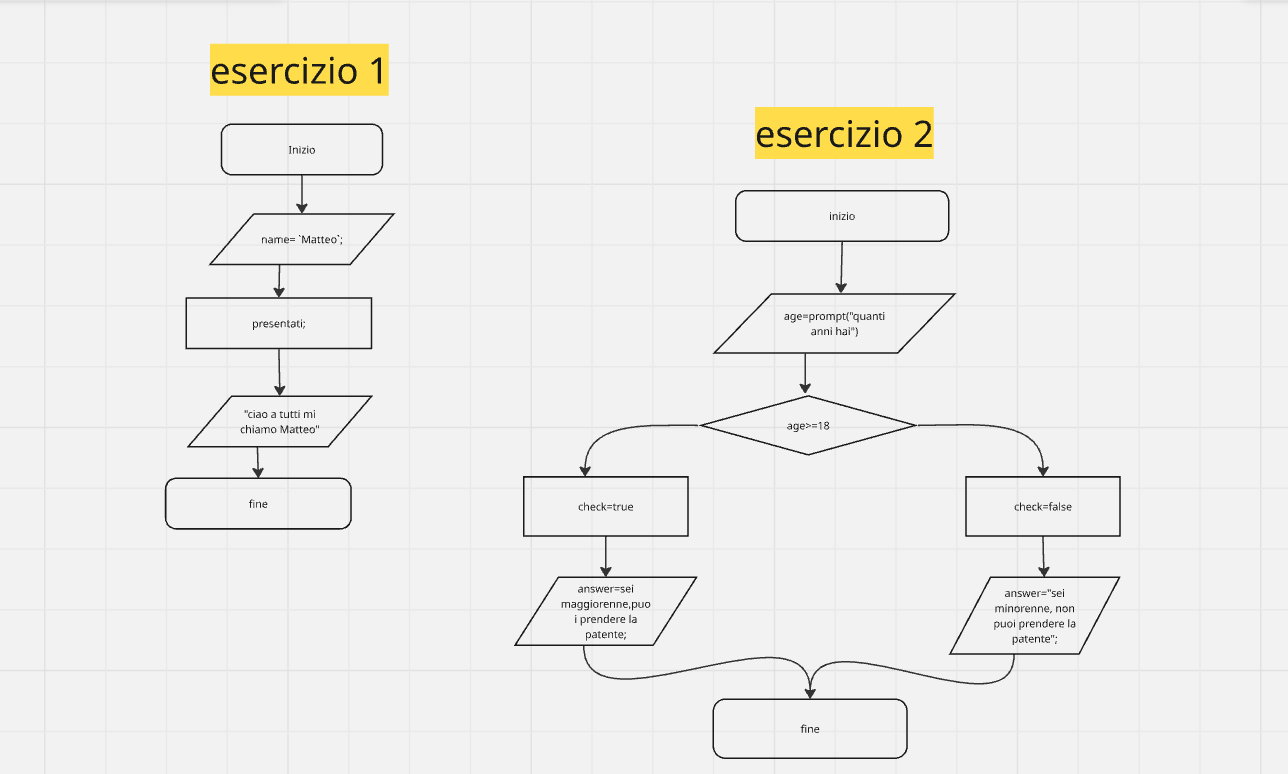 esercizio 1
Inizio
name= `Matteo`;
presentati;
"ciao a tutti mi
chiamo Matteo"
fine
esercizio 2
inizio
age=prompt("quanti
anni hai")
age>=18
check=true
check=false
answer=sei
maggiorenne,puo
i prendere la
patente;
answer="sei
minorenne, non
puoi prendere la
patente";
fine